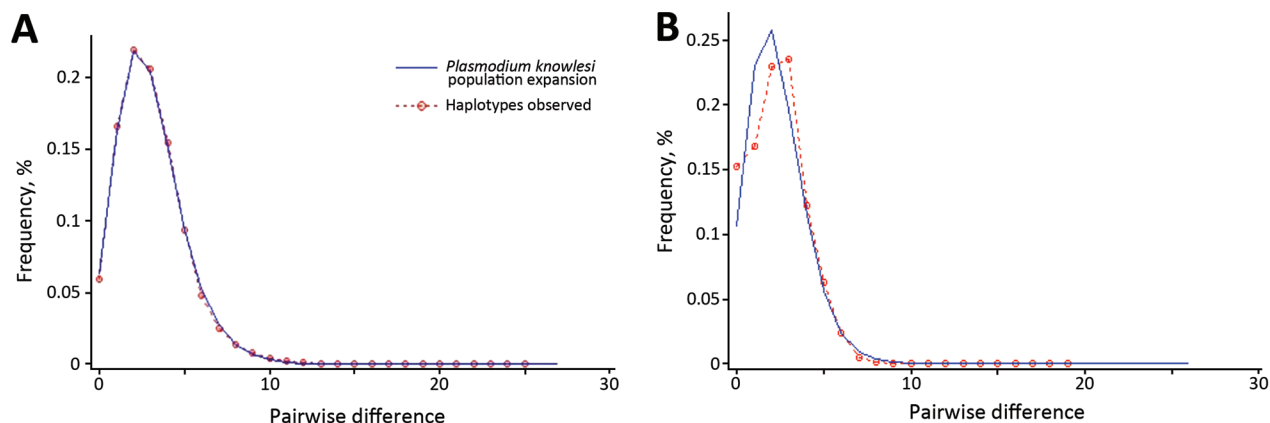 A
Frequency, %
0.2
0.15
0.1
0.05
0
0 10 20 30
Pairwise difference
Plasmodium knowlesi
population expansion
Haplotypes observed
B
Frequency, %
0.25
0.2
0.15
0.1
0.05
0
0 10 20 30
Pairwise difference